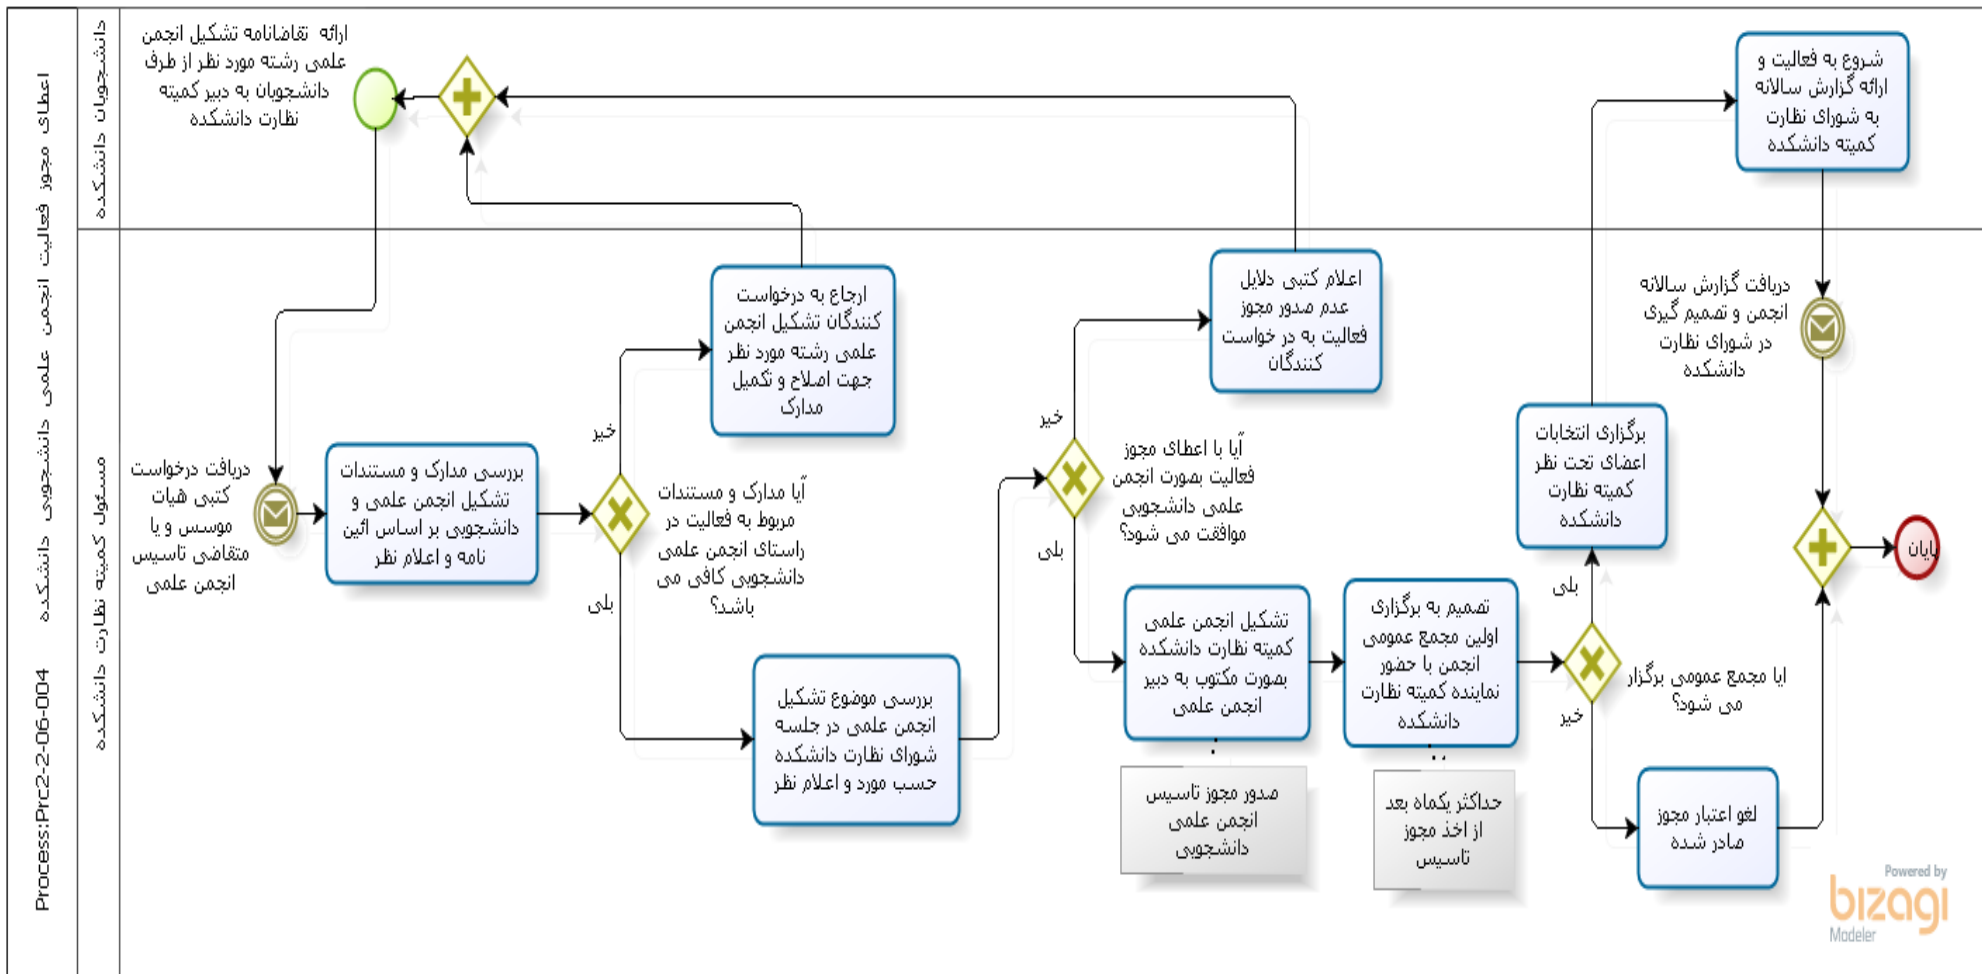 اعطای مجوز فعالیت انجمن علمی دانشجویی دانشکده
Process:Prc2-2-06-004
دانشجویان دانشکده
مسئول کمیته نظارت دانشکده
ارائه تقاضانامه تشکیل انجمن
علمی رشته مورد نظر از طرف
دانشجویان به دبیر کمیته
نظارت دانشکده
شروع به فعالیت و
ارائه گزارش سالانه
به شورای نظارت
کمیته دانشکده
دریافت درخواست
کتبی هیات
موسس و یا
متقاضی تاسیس
انجمن علمی
بررسی مدارک و مستندات
تشکیل انجمن علمی و
دانشجویی بر اساس ائین
نامه و اعلام نظر
خیر
بلی
آیا مدارک و مستندات
مربوط به فعالیت در
راستای انجمن علمی
دانشجویی کافی می
باشد؟
ارجاع به درخواست
کنندگان تشکیل انجمن
علمی رشته مورد نظر
جهت اصلاح و تکمیل
مدارک
بررسی موضوع تشکیل
انجمن علمی در جلسه
شورای نظارت دانشکده
حسب مورد و اعلام نظر
خیر
بلی
آیا با اعطای مجوز
فعالیت بصورت انجمن
علمی دانشجویی
موافقت می شود؟
اعلام کتبی دلایل
عدم صدور مجوز
فعالیت به در خواست
کنندگان
تشکیل انجمن علمی
کمیته نظارت دانشکده
بصورت مکتوب به دبیر
انجمن علمی
صدور مجوز تاسیس
انجمن علمی
دانشجویی
تصمیم به برگزاری
اولین مجمع عمومی
انجمن با حضور
نماینده کمیته نظارت
دانشکده
حداکثر یکماه بعد
از اخذ مجوز
تاسیس
بلی
خیر
ایا مجمع عمومی برگزار
می شود؟
برگزاری انتخابات
اعضای تحت نظر
کمیته نظارت
دانشکده
لغو اعتبار مجوز
صادر شده
دریافت گزارش سالانه
انجمن و تصمیم گیری
در شورای نظارت
دانشکده
پایان
Powered by
bizagi
Modeler